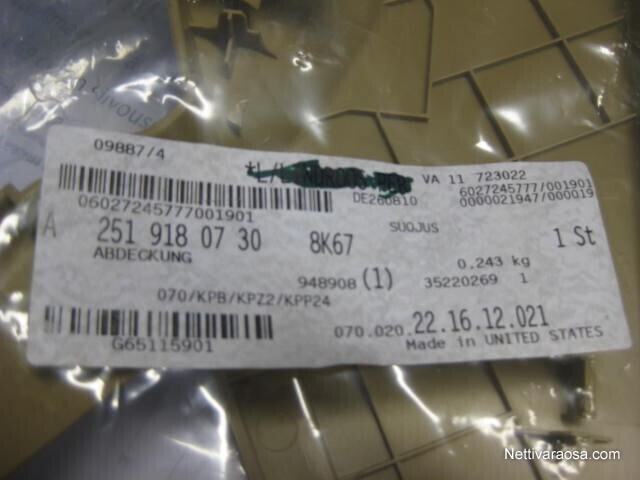 09887/4
*L/L
VA 11 723022
06027245777001901
DE260810
6027245777/001901
0000021947/000019
A 251 918 07 30 8K67
SUOJUS
1 St
ABDECKUNG
0.243 kg
948908 (1)
35220269 1
070/KPB/KPZ2/KPP24
070.020. 22.16.12.021
G65115901
Made in UNITED STATES
Nettivaraosa.com